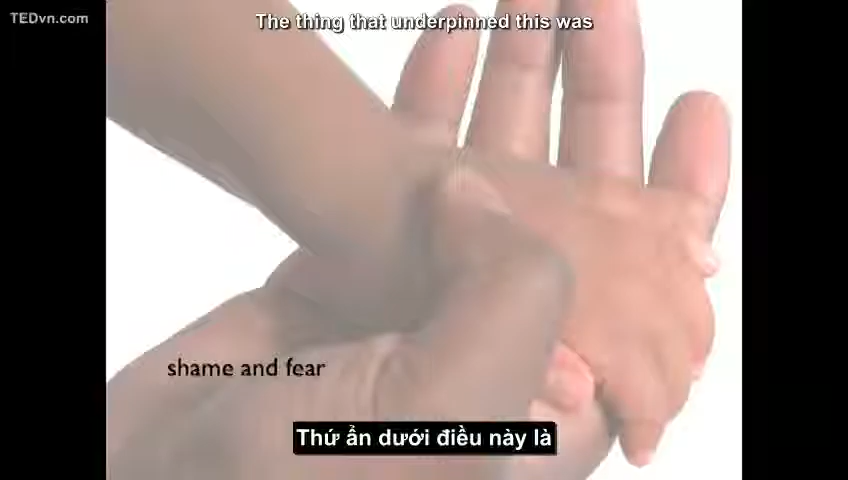 TEDvn.com
The thing that underpinned this was
shame and fear
Thứ ẩn dưới điều này là